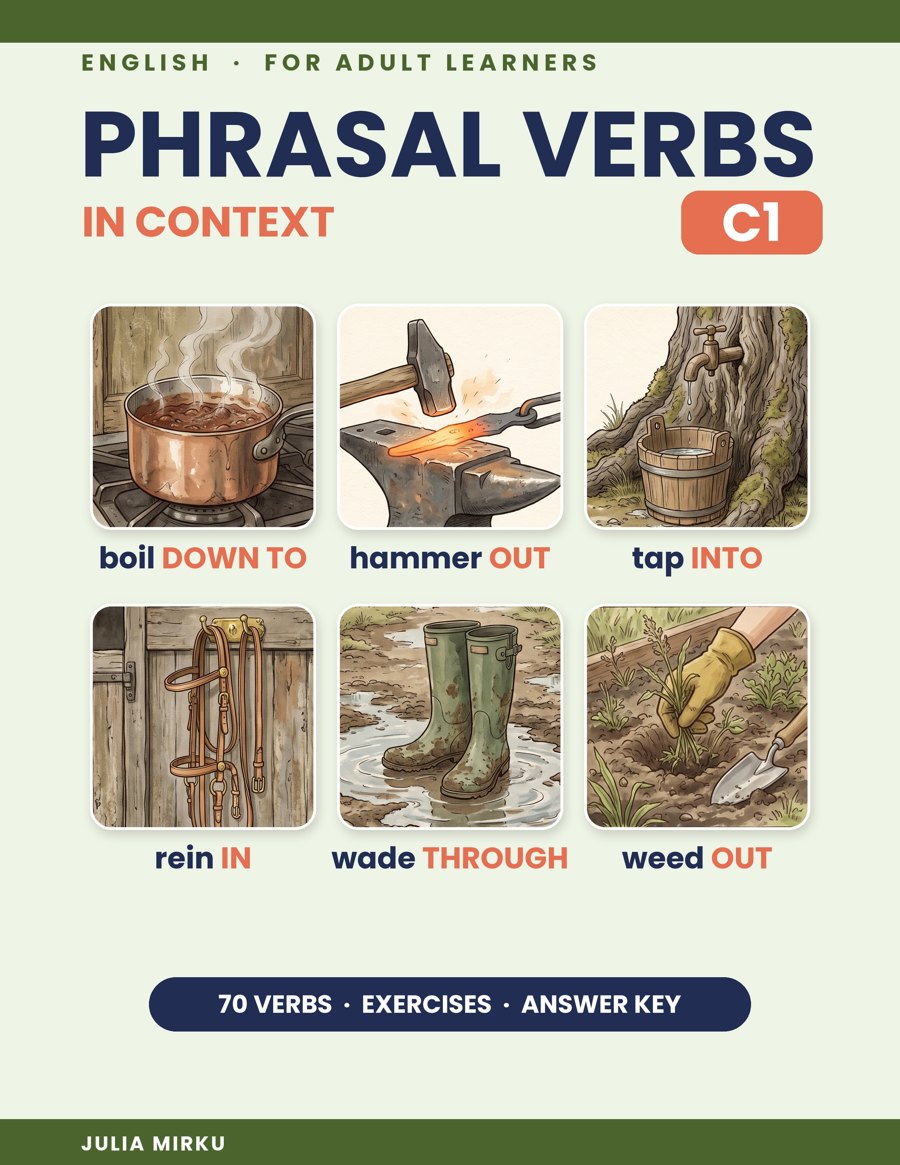 ENGLISH · FOR ADULT LEARNERS
PHRASAL VERBS
IN CONTEXT
C1
boil DOWN TO
hammer OUT
tap INTO
rein IN
wade THROUGH
weed OUT
70 VERBS · EXERCISES · ANSWER KEY
JULIA MIRKU